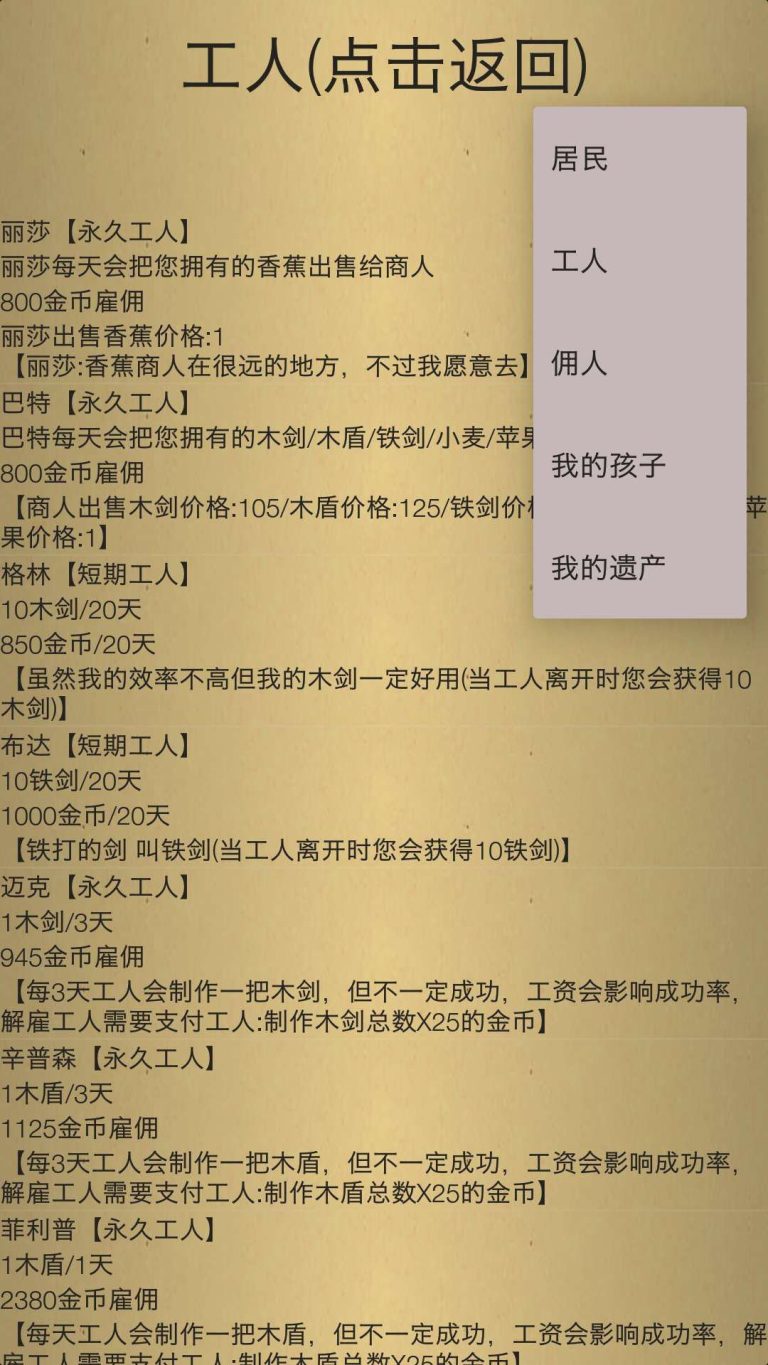 工人(点击返回)
居民
工人
佣人
我的孩子
我的遗产
丽莎【永久工人】
丽莎每天会把您拥有的香蕉出售给商人
800金币雇佣
丽莎出售香蕉价格:1
【丽莎:香蕉商人在很远的地方，不过我愿意去】
巴特【永久工人】
巴特每天会把您拥有的木剑/木盾/铁剑/小麦/苹果
800金币雇佣
【商人出售木剑价格:105/木盾价格:125/铁剑价 苹
果价格:1】
格林【短期工人】
10木剑/20天
850金币/20天
【虽然我的效率不高但我的木剑一定好用(当工人离开时您会获得10
木剑)】
布达【短期工人】
10铁剑/20天
1000金币/20天
【铁打的剑 叫铁剑(当工人离开时您会获得10铁剑)】
迈克【永久工人】
1木剑/3天
945金币雇佣
【每3天工人会制作一把木剑，但不一定成功，工资会影响成功率，
解雇工人需要支付工人:制作木剑总数X25的金币】
辛普森【永久工人】
1木盾/3天
1125金币雇佣
【每3天工人会制作一把木盾，但不一定成功，工资会影响成功率，
解雇工人需要支付工人:制作木盾总数X25的金币】
菲利普【永久工人】
1木盾/1天
2380金币雇佣
【每天工人会制作一把木盾，但不一定成功，工资会影响成功率，解
雇工人需要支付工人:制作木盾总数X25的金币】